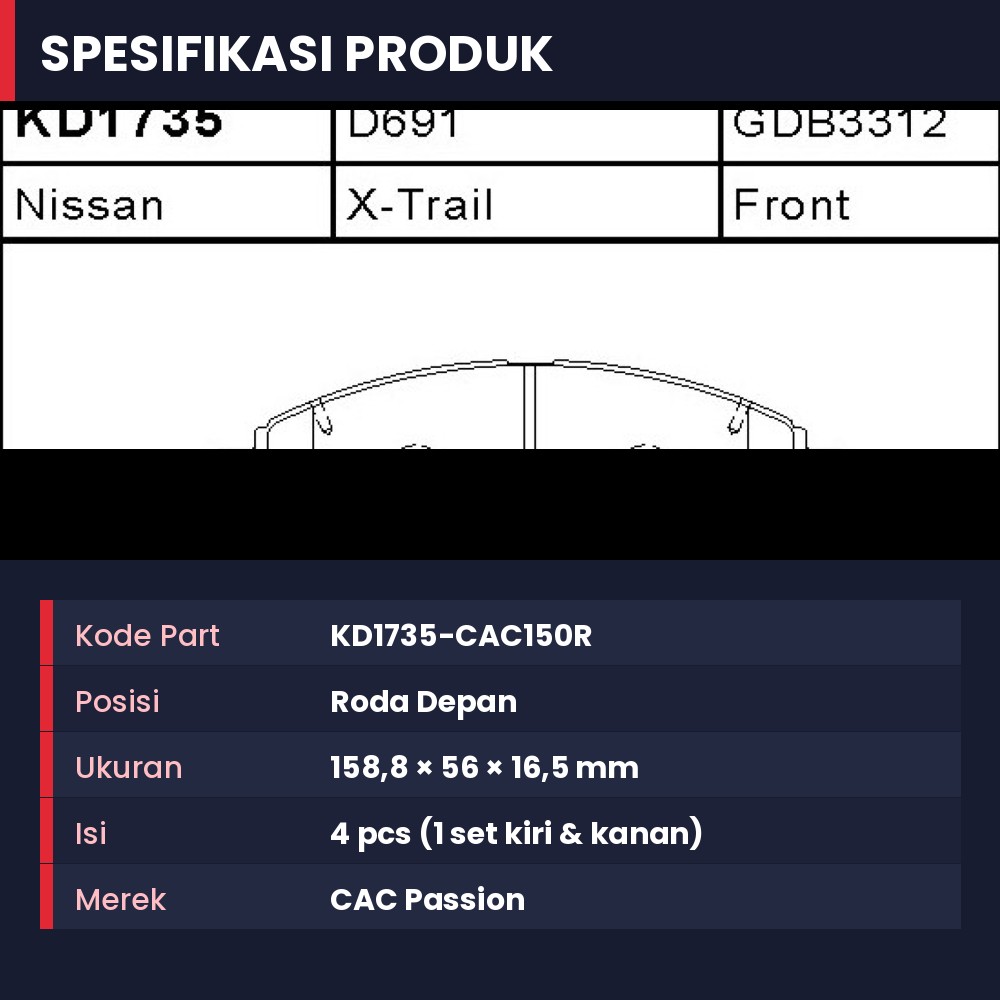 SPESIFIKASI PRODUK
KD1735 D691 GDB3312
Nissan X-Trail Front
Kode Part KD1735-CAC150R
Posisi Roda Depan
Ukuran 158,8 × 56 × 16,5 mm
Isi 4 pcs (1 set kiri & kanan)
Merek CAC Passion